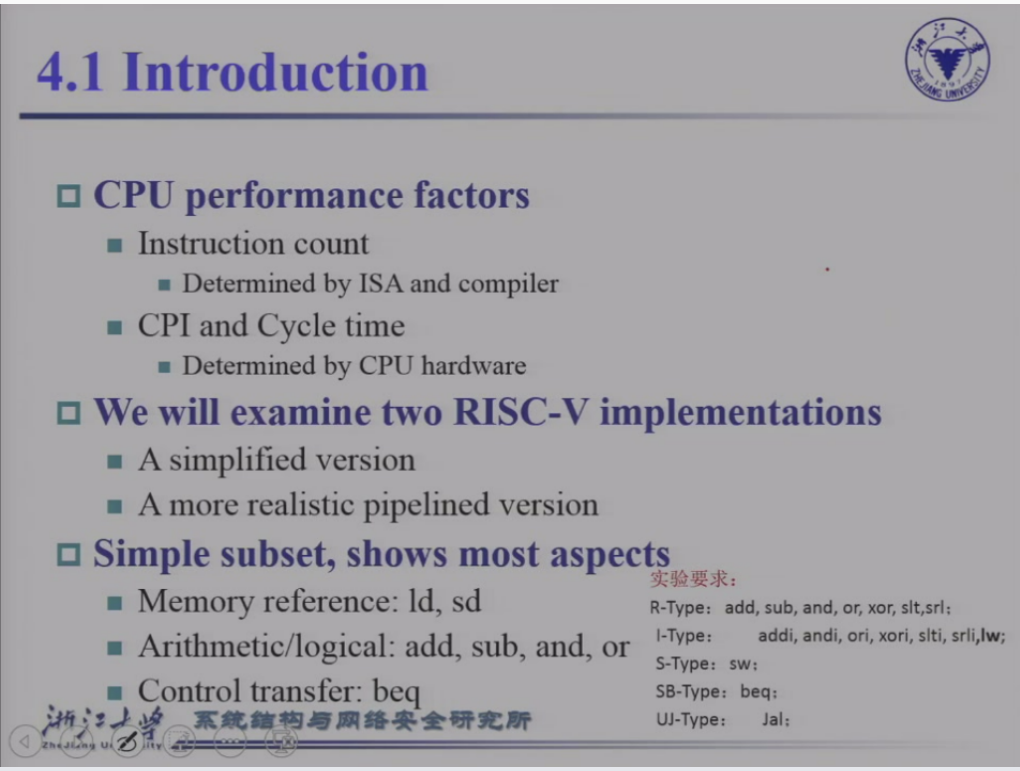 4.1 Introduction
浙江大学
ZHEJIANG UNIVERSITY
1897
CPU performance factors
Instruction count
Determined by ISA and compiler
CPI and Cycle time
Determined by CPU hardware
We will examine two RISC-V implementations
A simplified version
A more realistic pipelined version
Simple subset, shows most aspects
Memory reference: ld, sd
Arithmetic/logical: add, sub, and, or
Control transfer: beq
实验要求：
R-Type： add, sub, and, or, xor, slt,srl；
I-Type： addi, andi, ori, xori, slti, srli,lw;
S-Type： sw；
SB-Type： beq；
UJ-Type： Jal；
浙江大学 系统结构与网络安全研究所